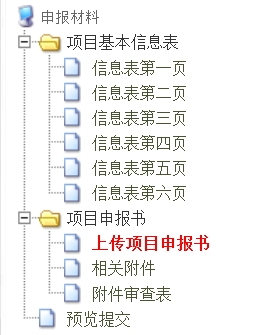 申报材料
项目基本信息表
信息表第一页
信息表第二页
信息表第三页
信息表第四页
信息表第五页
信息表第六页
项目申报书
上传项目申报书
相关附件
附件审查表
预览提交